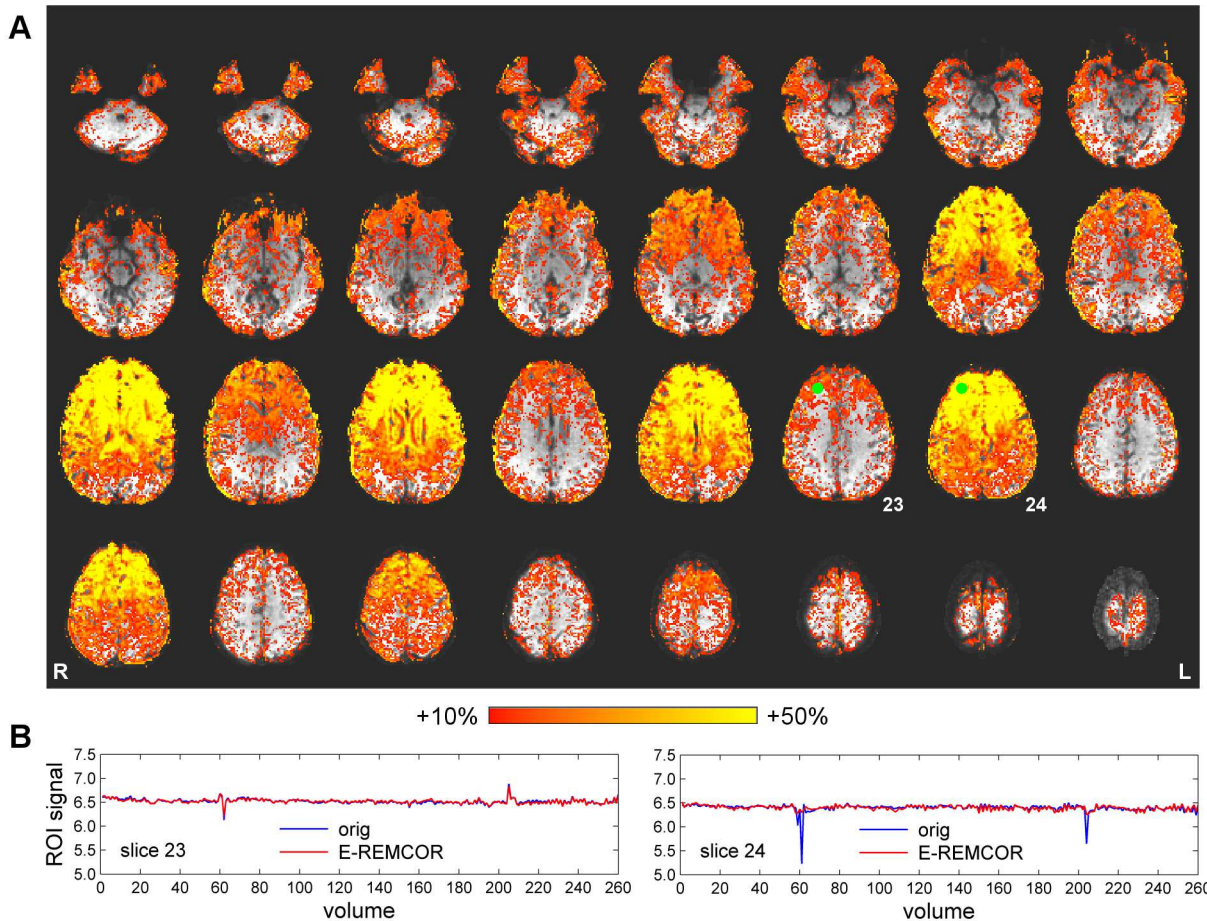 A
23 24
R L
+10% +50%
B
7.5 7.5
7.0 7.0
6.5 6.5
6.0 6.0
5.5 5.5
5.0 5.0
ROI signal
orig orig
E-REMCOR E-REMCOR
slice 23 slice 24
0 20 40 60 80 100 120 140 160 180 200 220 240 260 0 20 40 60 80 100 120 140 160 180 200 220 240 260
volume volume